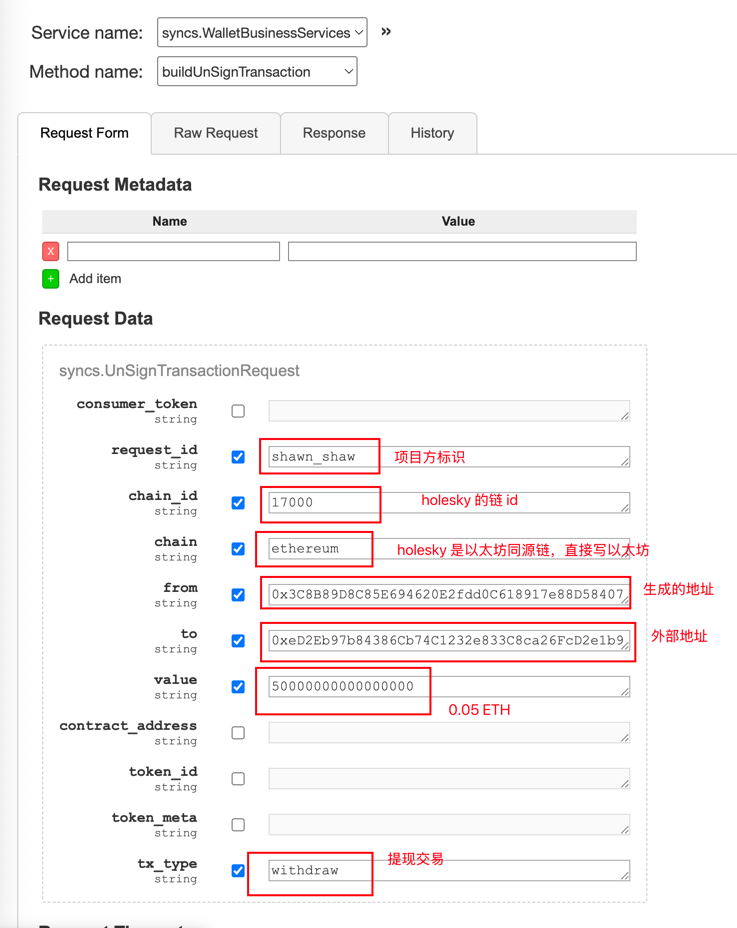 Service name: syncs.WalletBusinessServices »
Method name: buildUnSignTransaction
Request Form Raw Request Response History
Request Metadata
Name Value
X
+ Add item
Request Data
syncs.UnSignTransactionRequest
consumer_token
string
request_id shawn_shaw 项目方标识
string
chain_id 17000 holesky 的链 id
string
chain ethereum holesky 是以太坊同源链，直接写以太坊
string
from 0x3C8B89D8C85E694620E2fdd0C618917e88D58407 生成的地址
string
to 0xeD2Eb97b84386Cb74C1232e833C8ca26FcD2e1b9 外部地址
string
value 50000000000000000
string
0.05 ETH
contract_address
string
token_id
string
token_meta
string
tx_type withdraw 提现交易
string